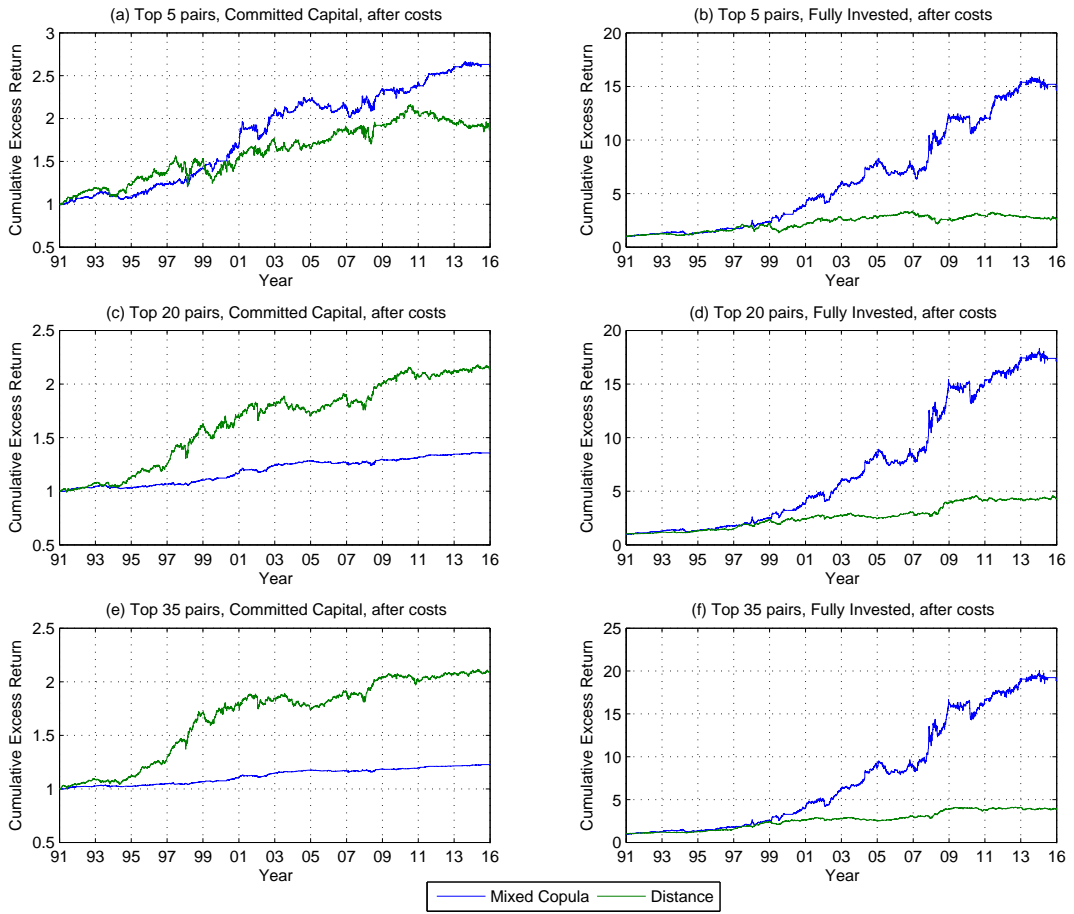 (a) Top 5 pairs, Committed Capital, after costs
Cumulative Excess Return
3
2.5
2
1.5
1
0.5
91 93 95 97 99 01 03 05 07 09 11 13 16
Year
(b) Top 5 pairs, Fully Invested, after costs
Cumulative Excess Return
20
15
10
5
0
91 93 95 97 99 01 03 05 07 09 11 13 16
Year
(c) Top 20 pairs, Committed Capital, after costs
Cumulative Excess Return
2.5
2
1.5
1
0.5
91 93 95 97 99 01 03 05 07 09 11 13 16
Year
(d) Top 20 pairs, Fully Invested, after costs
Cumulative Excess Return
20
15
10
5
0
91 93 95 97 99 01 03 05 07 09 11 13 16
Year
(e) Top 35 pairs, Committed Capital, after costs
Cumulative Excess Return
2.5
2
1.5
1
0.5
91 93 95 97 99 01 03 05 07 09 11 13 16
Year
(f) Top 35 pairs, Fully Invested, after costs
Cumulative Excess Return
25
20
15
10
5
0
91 93 95 97 99 01 03 05 07 09 11 13 16
Year
Mixed Copula Distance